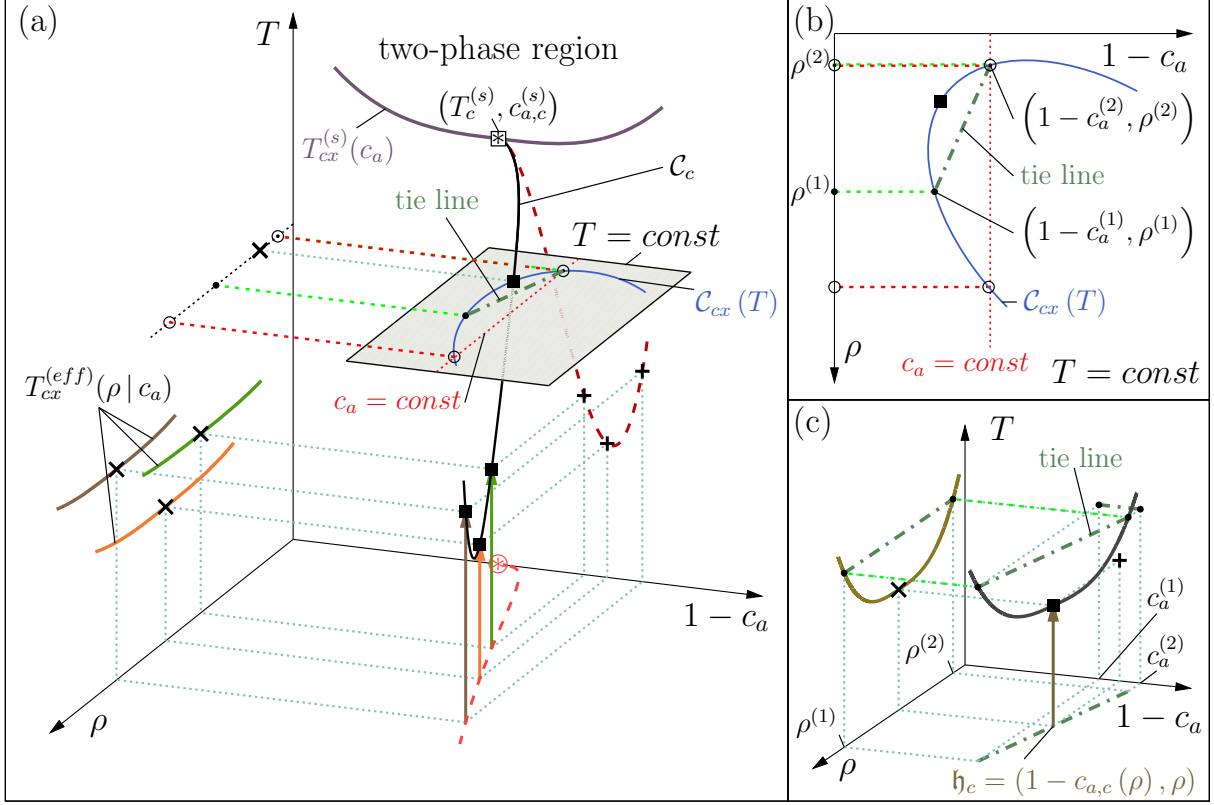 (a)
T
two-phase region
(T_c^{(s)}, c_{a,c}^{(s)})
T_{cx}^{(s)}(c_a)
𝒞_c
tie line
T = const
𝒞_{cx}(T)
T_{cx}^{(eff)}(ρ | c_a)
c_a = const
1 − c_a
ρ
(b)
1 − c_a
ρ^{(2)}
(1 − c_a^{(2)}, ρ^{(2)})
tie line
ρ^{(1)}
(1 − c_a^{(1)}, ρ^{(1)})
𝒞_{cx}(T)
ρ
c_a = const
T = const
(c)
T
tie line
c_a^{(1)}
ρ^{(2)}
c_a^{(2)}
ρ^{(1)}
1 − c_a
ρ
𝔥_c = (1 − c_{a,c}(ρ), ρ)